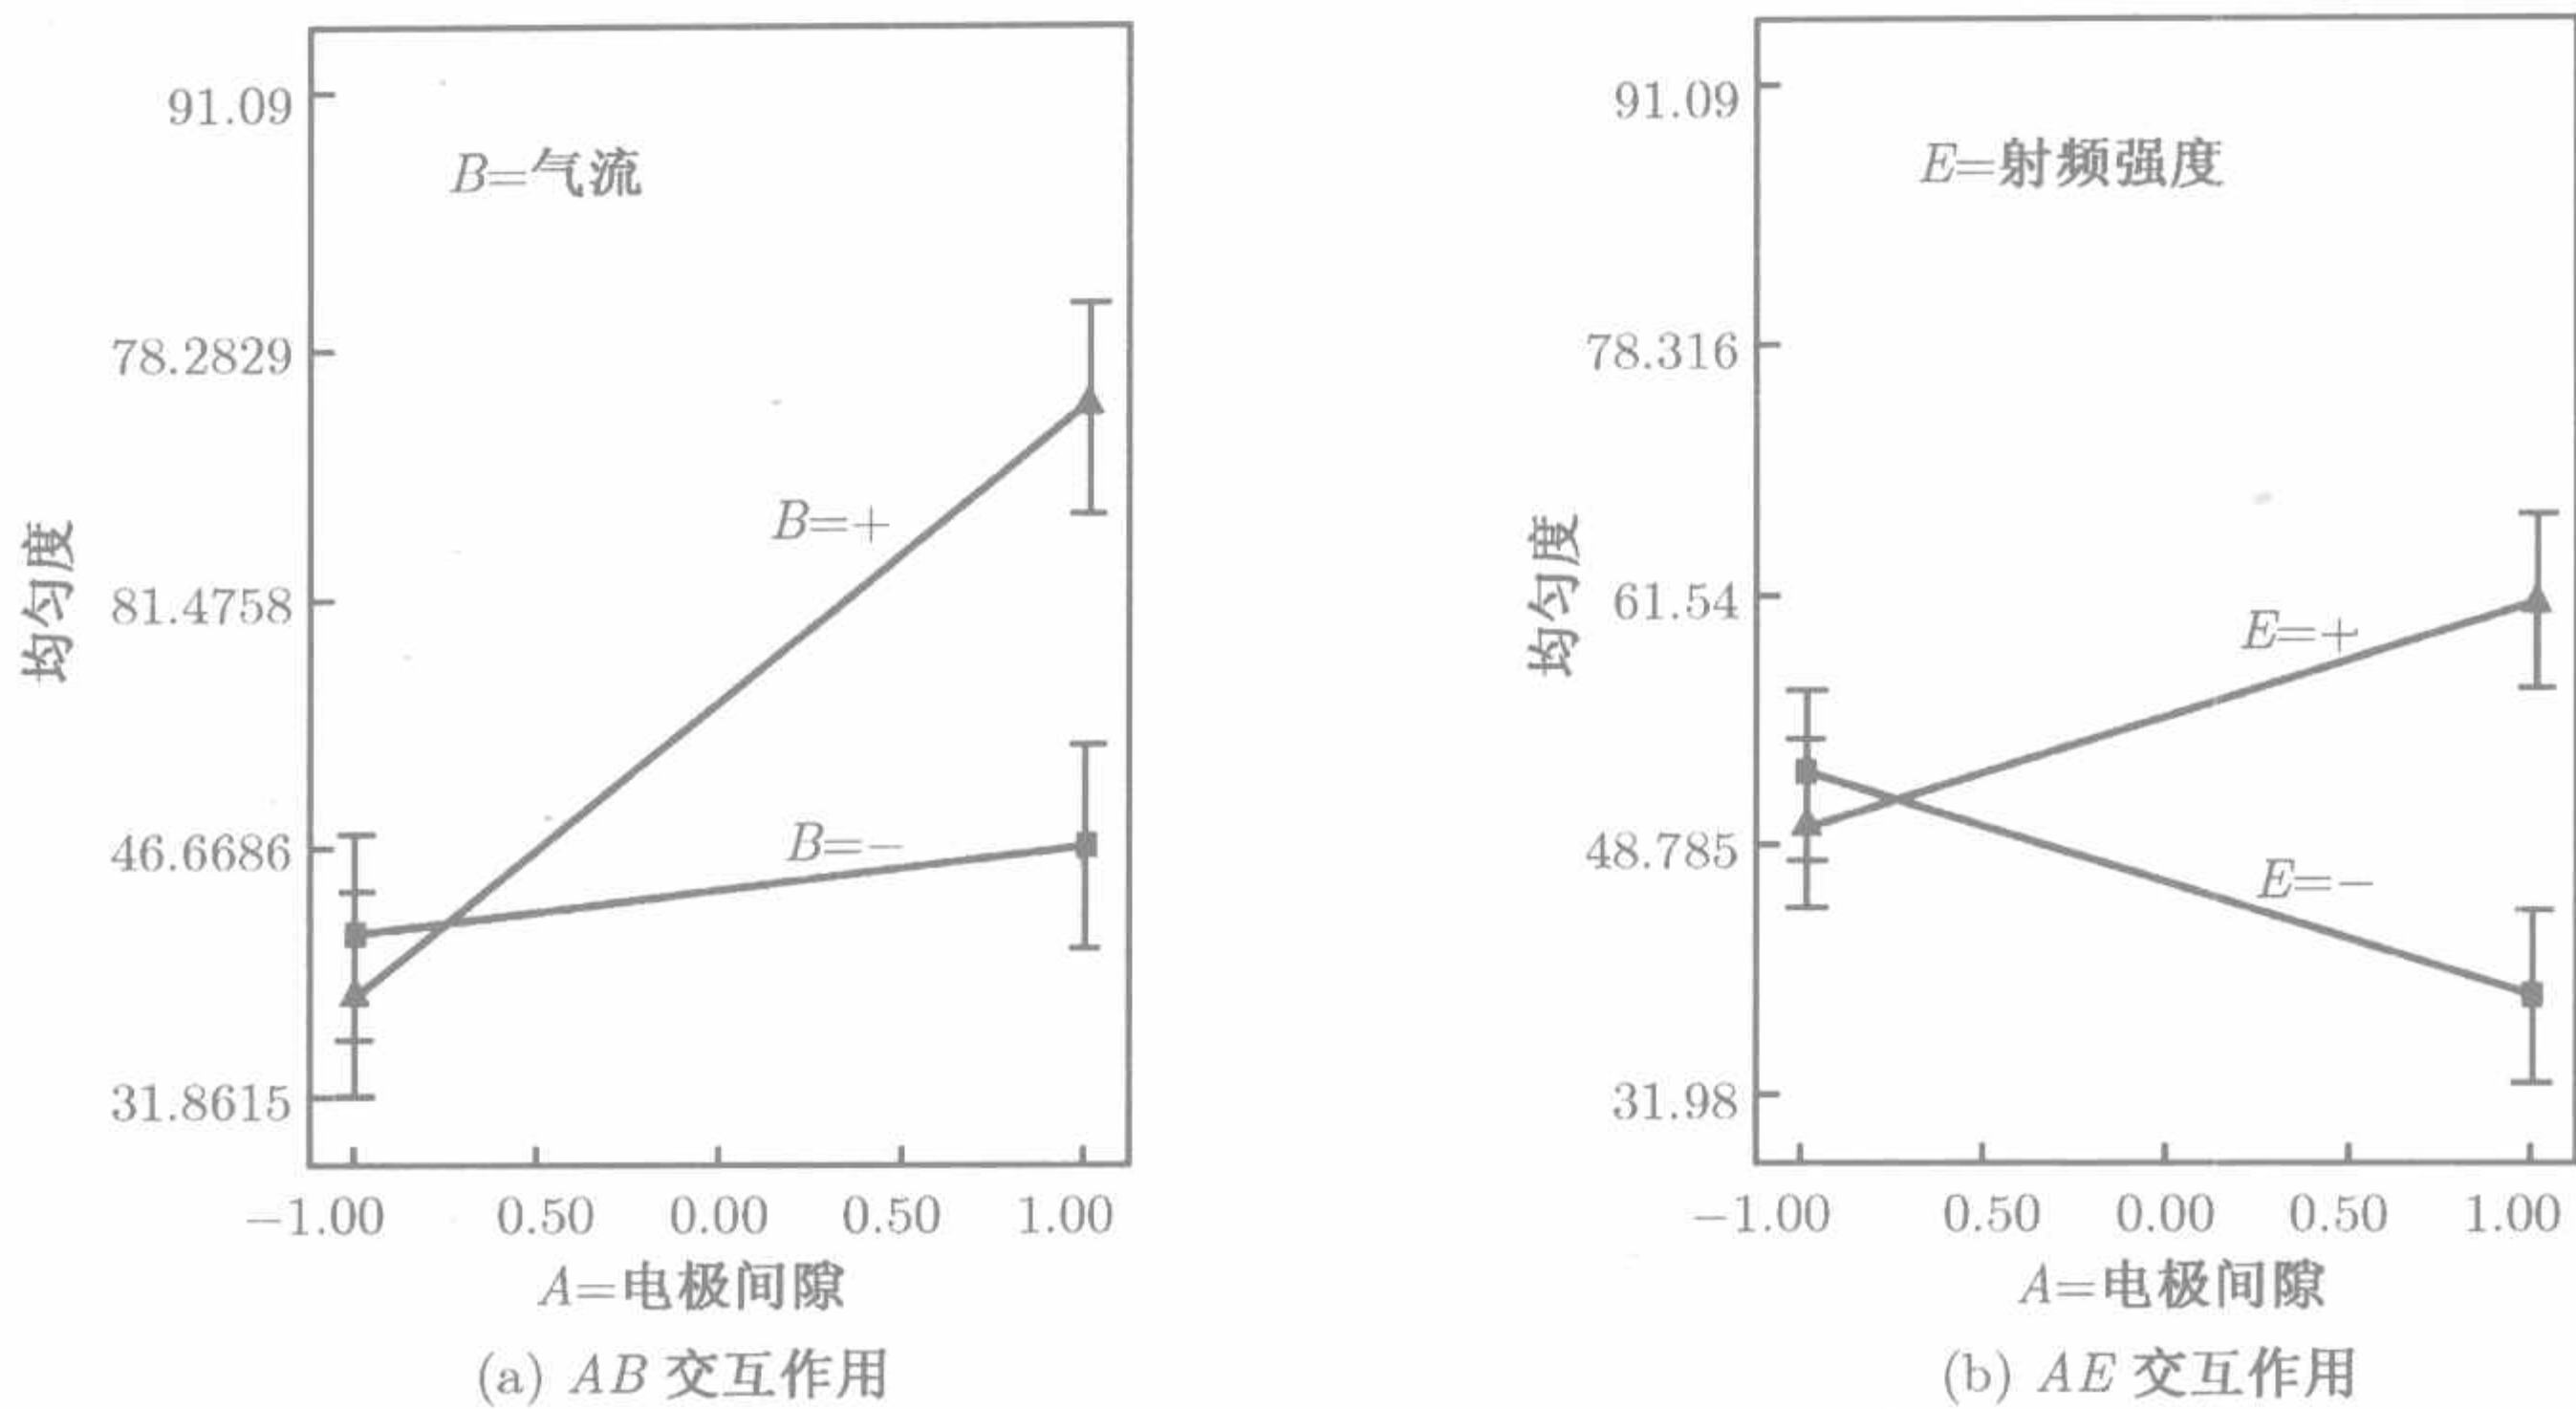 91.09
78.2829
81.4758
46.6686
31.8615
均匀度
B=气流
B=+
B=−
−1.00 0.50 0.00 0.50 1.00
A=电极间隙
(a) AB 交互作用
91.09
78.316
61.54
48.785
31.98
均匀度
E=射频强度
E=+
E=−
−1.00 0.50 0.00 0.50 1.00
A=电极间隙
(b) AE 交互作用